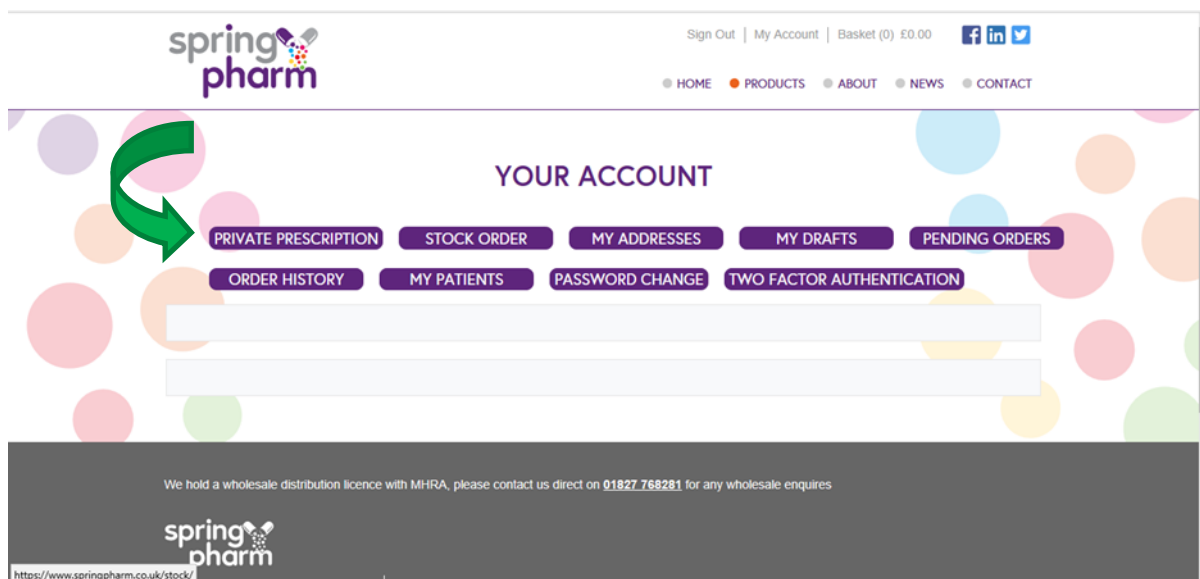 spring
pharm
Sign Out | My Account | Basket (0) £0.00
HOME PRODUCTS ABOUT NEWS CONTACT
YOUR ACCOUNT
PRIVATE PRESCRIPTION STOCK ORDER MY ADDRESSES MY DRAFTS PENDING ORDERS
ORDER HISTORY MY PATIENTS PASSWORD CHANGE TWO FACTOR AUTHENTICATION
We hold a wholesale distribution licence with MHRA, please contact us direct on 01827 768281 for any wholesale enquires
spring
pharm
https://www.springpharm.co.uk/stock/